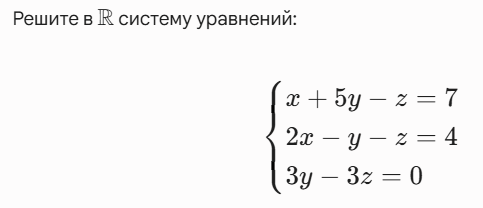 Решите в ℝ систему уравнений:
x + 5y − z = 7
2x − y − z = 4
3y − 3z = 0